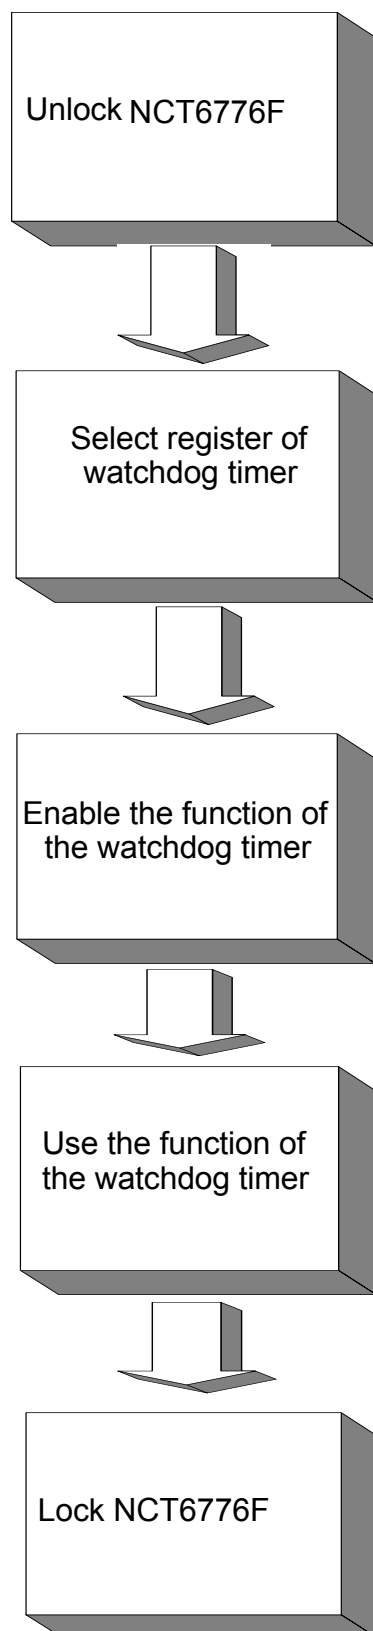 Unlock NCT6776F
Select register of
watchdog timer
Enable the function of
the watchdog timer
Use the function of
the watchdog timer
Lock NCT6776F